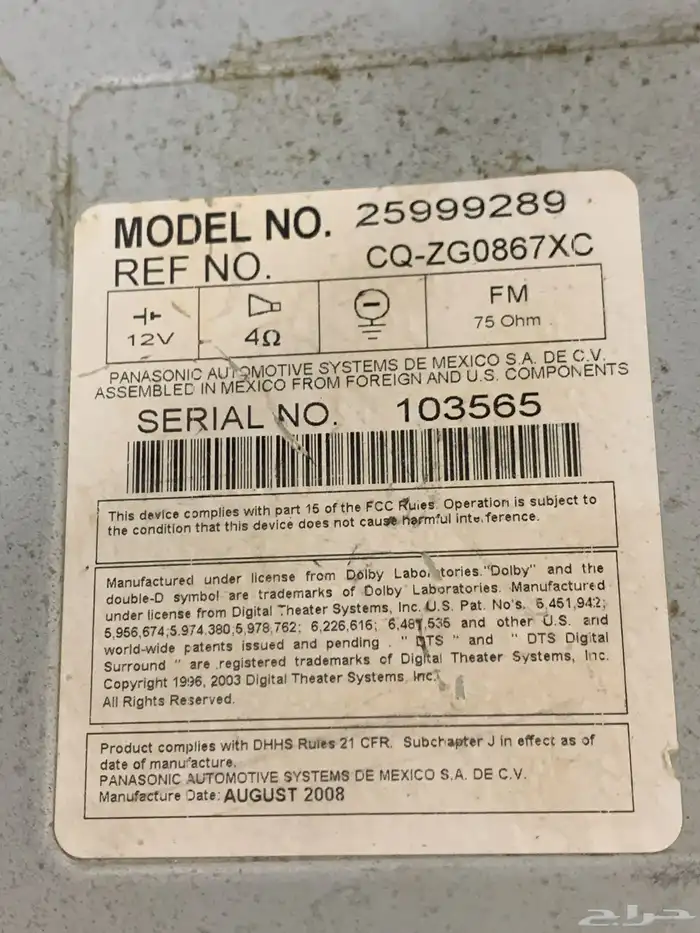 MODEL NO. 25999289
REF NO. CQ-ZG0867XC
12V
4Ω
FM
75 Ohm
PANASONIC AUTOMOTIVE SYSTEMS DE MEXICO S.A. DE C.V.
ASSEMBLED IN MEXICO FROM FOREIGN AND U.S. COMPONENTS
SERIAL NO. 103565
This device complies with part 15 of the FCC Rules. Operation is subject to
the condition that this device does not cause harmful interference.
Manufactured under license from Dolby Laboratories."Dolby" and the
double-D symbol are trademarks of Dolby Laboratories. Manufactured
under license from Digital Theater Systems, Inc. U.S. Pat. No's. 5,451,942;
5,956,674;5.974.380;5,978,762; 6,226,616; 6,487,535 and other U.S. and
world-wide patents issued and pending . " DTS " and " DTS Digital
Surround " are registered trademarks of Digital Theater Systems, Inc.
Copyright 1996, 2003 Digital Theater Systems, Inc.
All Rights Reserved.
Product complies with DHHS Rules 21 CFR. Subchapter J in effect as of
date of manufacture.
PANASONIC AUTOMOTIVE SYSTEMS DE MEXICO S.A. DE C.V.
Manufacture Date: AUGUST 2008
حراج